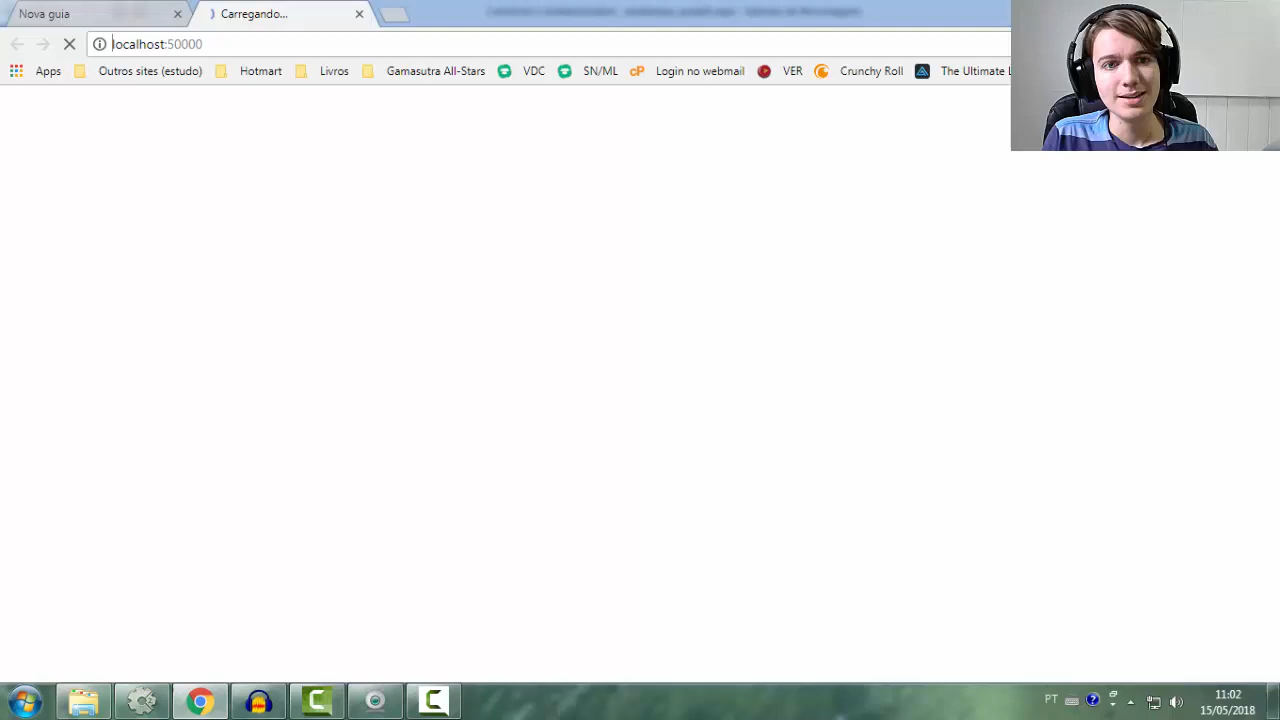 Nova guia
Carregando...
localhost:50000
Apps Outros sites (estudo) Hotmart Livros Gamasutra All-Stars VDC SN/ML cP Login no webmail VER Crunchy Roll The Ultimate L
PT
11:02
15/05/2018